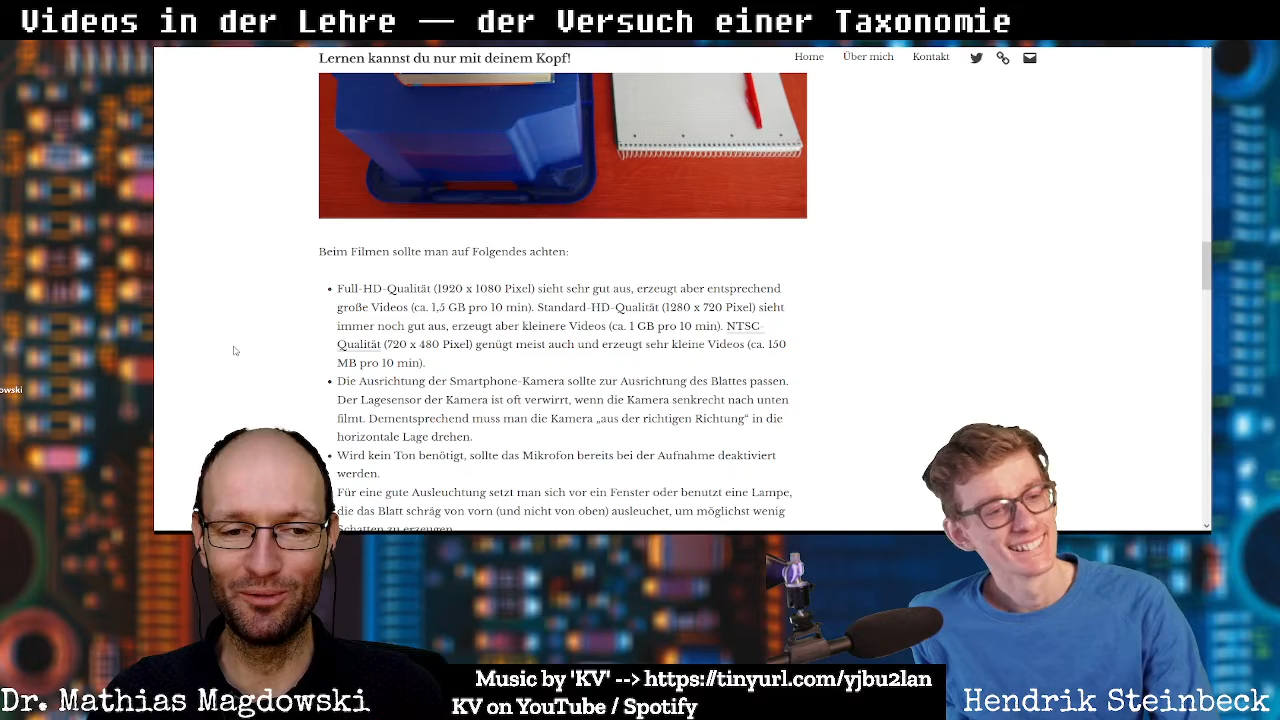 Videos in der Lehre — der Versuch einer Taxonomie
Lernen kannst du nur mit deinem Kopf!
Home
Über mich
Kontakt
Beim Filmen sollte man auf Folgendes achten:
Full-HD-Qualität (1920 x 1080 Pixel) sieht sehr gut aus, erzeugt aber entsprechend
große Videos (ca. 1,5 GB pro 10 min). Standard-HD-Qualität (1280 x 720 Pixel) sieht
immer noch gut aus, erzeugt aber kleinere Videos (ca. 1 GB pro 10 min). NTSC-
Qualität (720 x 480 Pixel) genügt meist auch und erzeugt sehr kleine Videos (ca. 150
MB pro 10 min).
Die Ausrichtung der Smartphone-Kamera sollte zur Ausrichtung des Blattes passen.
Der Lagesensor der Kamera ist oft verwirrt, wenn die Kamera senkrecht nach unten
filmt. Dementsprechend muss man die Kamera „aus der richtigen Richtung“ in die
horizontale Lage drehen.
Wird kein Ton benötigt, sollte das Mikrofon bereits bei der Aufnahme deaktiviert
werden.
Für eine gute Ausleuchtung setzt man sich vor ein Fenster oder benutzt eine Lampe,
die das Blatt schräg von vorn (und nicht von oben) ausleuchet, um möglichst wenig
Schatten zu erzeugen.
owski
Music by 'KV' --> https://tinyurl.com/yjbu2lan
KV on YouTube / Spotify
Dr. Mathias Magdowski
Hendrik Steinbeck